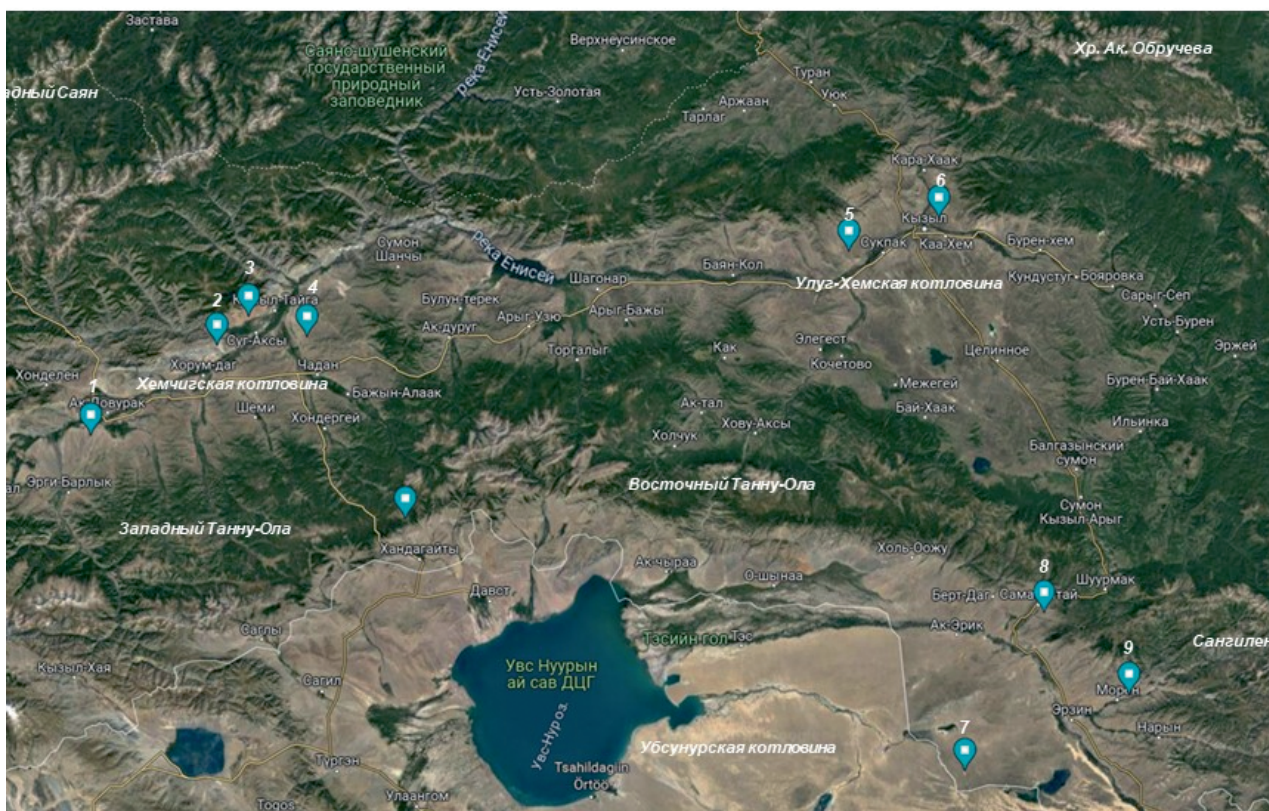 Застава
Верхнеусинское
Хр. Ак. Обручева
Саяно-шушенский
государственный
природный
заповедник
река Енисей
Усть-Золотая
Туран
Уюк
Аржаан
Тарлаг
адный Саян
Кара-Хаак
6
Кызыл
5
Сукпак
Каа-Хем
Бурен-хем
Сумон
Шанчы
река Енисей
Шагонар
Баян-Кол
Улуг-Хемская котловина
Кундустуг
Бояровка
Сарыг-Сеп
Усть-Бурен
Эржей
3
2
4
Булун-терек
Арыг-Узю
Арыг-Бажы
Ак-дуруг
Суг-Аксы
Хорум-даг
Чадан
Торгалыг
Как
Элегест
Кочетово
Целинное
Хонделен
Хемчигская котловина
1
Шеми
Бажын-Алаак
Хондергей
Ак-тал
Хову-Аксы
Холчук
Межегей
Бай-Хаак
Бурен-Бай-Хаак
Ильинка
Балгазынский
сумон
Эрги-Барлык
Восточный Танну-Ола
Сумон
Кызыл-Арыг
Западный Танну-Ола
Хандагайты
Ак-чыраа
О-шынаа
Холь-Оожу
8
Шуурмак
Берт-Даг
Давст
Саглы
Тэсийн гол
Тэс
Ак-Эрик
Сангилен
9
Кызыл-Хая
Сагил
Увс Нуурын
ай сав ДЦГ
Эрзин
Нарын
Увс-Нур оз.
Убсунурская котловина
7
Түргэн
Tsahildagiin
Örtöö
Улаангом
Togos